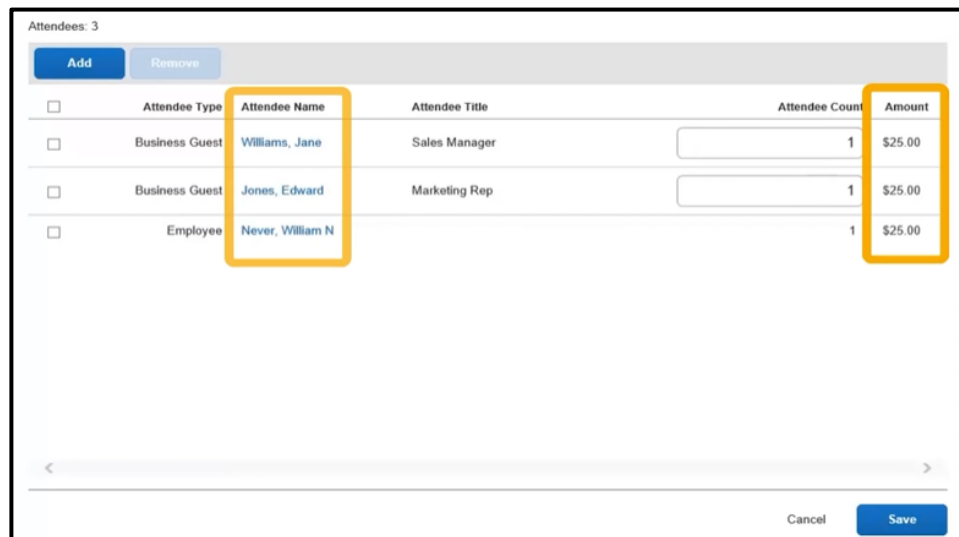 Attendees: 3
Add Remove
Attendee Type Attendee Name Attendee Title Attendee Count Amount
Business Guest Williams, Jane Sales Manager 1 $25.00
Business Guest Jones, Edward Marketing Rep 1 $25.00
Employee Never, William N 1 $25.00
Cancel Save